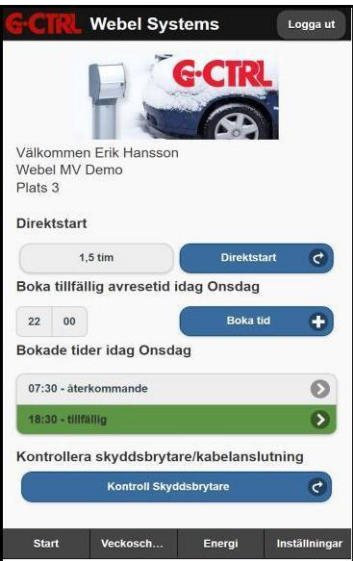 G-CTRL Webel Systems Logga ut
G-CTRL
Välkommen Erik Hansson
Webel MV Demo
Plats 3
Direktstart
1,5 tim Direktstart
Boka tillfällig avresetid idag Onsdag
22 00 Boka tid
Bokade tider idag Onsdag
07:30 - återkommande
18:30 - tillfällig
Kontrollera skyddsbrytare/kabelanslutning
Kontroll Skyddsbrytare
Start Veckosch... Energi Inställningar